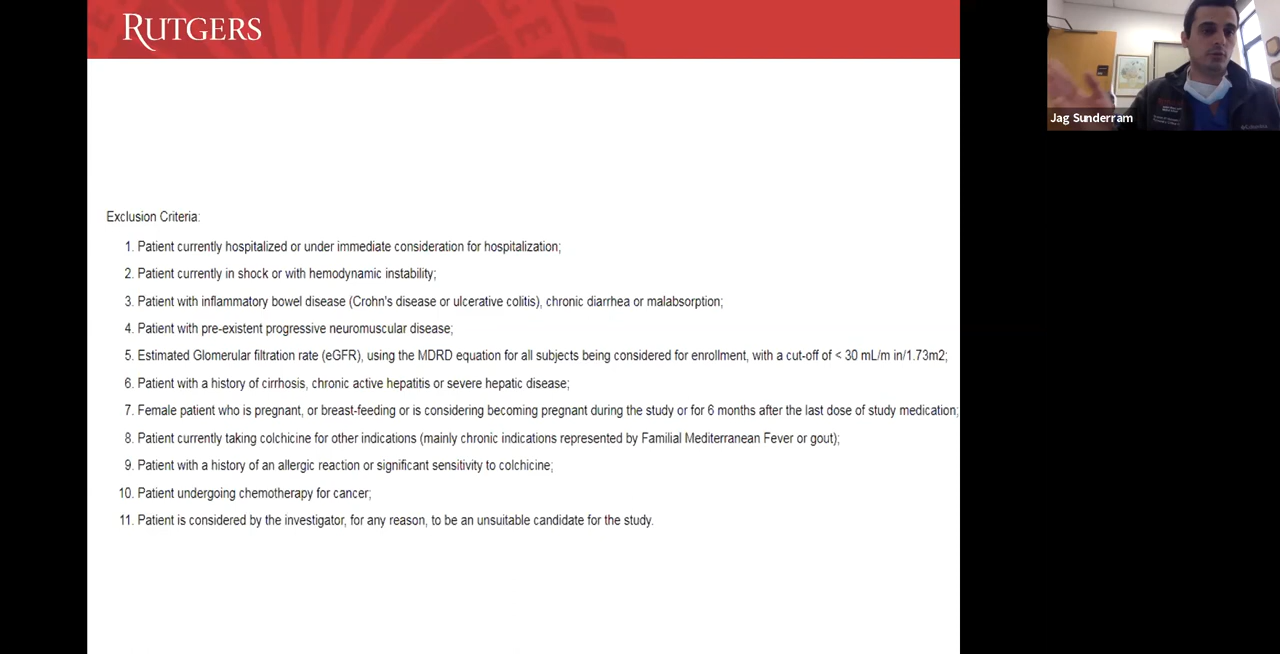 RUTGERS
Jag Sunderram
Exclusion Criteria:
1. Patient currently hospitalized or under immediate consideration for hospitalization;
2. Patient currently in shock or with hemodynamic instability;
3. Patient with inflammatory bowel disease (Crohn's disease or ulcerative colitis), chronic diarrhea or malabsorption;
4. Patient with pre-existent progressive neuromuscular disease;
5. Estimated Glomerular filtration rate (eGFR), using the MDRD equation for all subjects being considered for enrollment, with a cut-off of < 30 mL/m in/1.73m2;
6. Patient with a history of cirrhosis, chronic active hepatitis or severe hepatic disease;
7. Female patient who is pregnant, or breast-feeding or is considering becoming pregnant during the study or for 6 months after the last dose of study medication;
8. Patient currently taking colchicine for other indications (mainly chronic indications represented by Familial Mediterranean Fever or gout);
9. Patient with a history of an allergic reaction or significant sensitivity to colchicine;
10. Patient undergoing chemotherapy for cancer;
11. Patient is considered by the investigator, for any reason, to be an unsuitable candidate for the study.